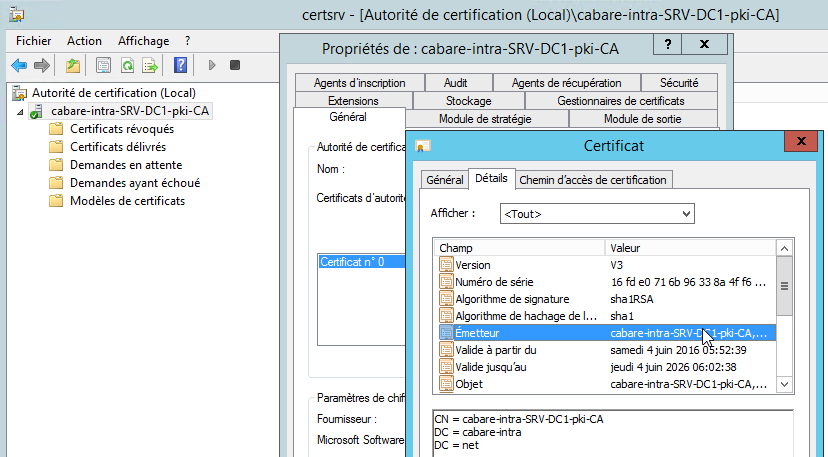 certsrv - [Autorité de certification (Local)\cabare-intra-SRV-DC1-pki-CA]
Fichier Action Affichage ?
Autorité de certification (Local)
cabare-intra-SRV-DC1-pki-CA
Certificats révoqués
Certificats délivrés
Demandes en attente
Demandes ayant échoué
Modèles de certificats
Propriétés de : cabare-intra-SRV-DC1-pki-CA ? x
Agents d'inscription Audit Agents de récupération Sécurité
Extensions Stockage Gestionnaires de certificats
Général Module de stratégie Module de sortie
Autorité de certifica
Nom :
Certificats d'autorité
Certificat n° 0
Paramètres de chiff
Fournisseur :
Microsoft Software
Certificat x
Général Détails Chemin d'accès de certification
Afficher : <Tout>
Champ Valeur
Version V3
Numéro de série 16 fd e0 71 6b 96 33 8a 4f f6 ...
Algorithme de signature sha1RSA
Algorithme de hachage de l... sha1
Émetteur cabare-intra-SRV-DC1-pki-CA,...
Valide à partir du samedi 4 juin 2016 05:52:39
Valide jusqu'au jeudi 4 juin 2026 06:02:38
Objet cabare-intra-SRV-DC1-pki-CA,...
CN = cabare-intra-SRV-DC1-pki-CA
DC = cabare-intra
DC = net